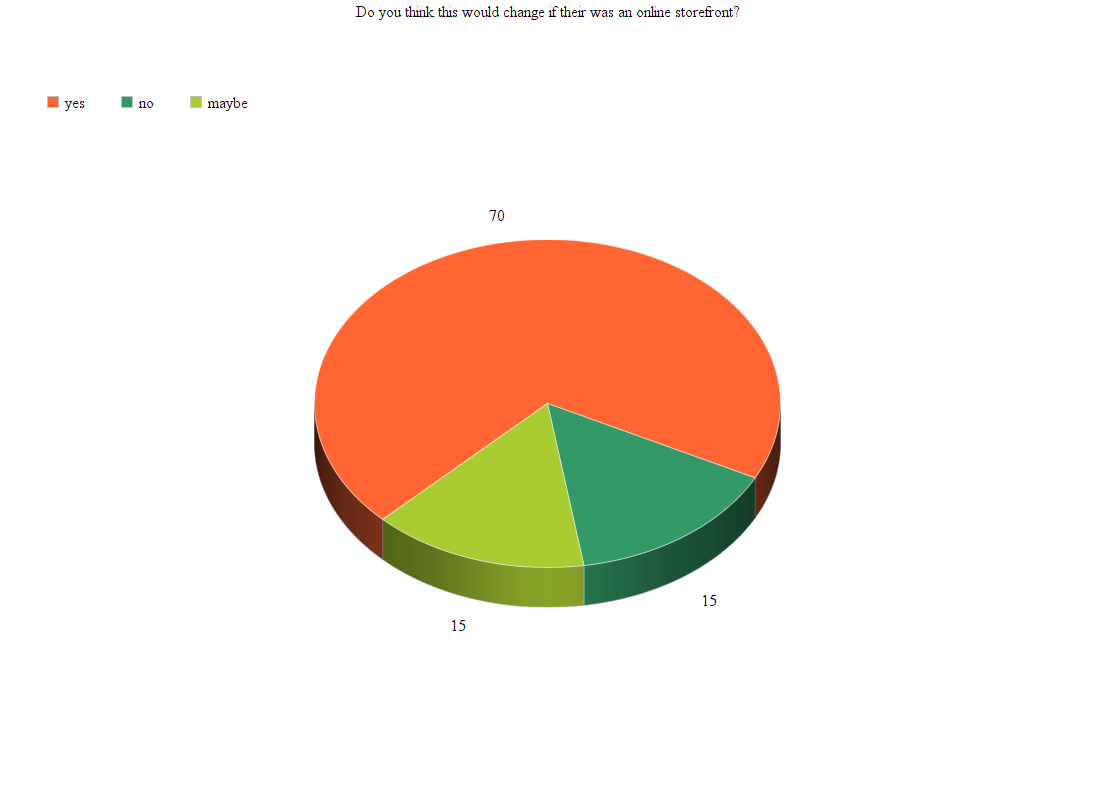 Do you think this would change if their was an online storefront?
yes no maybe
70
15
15